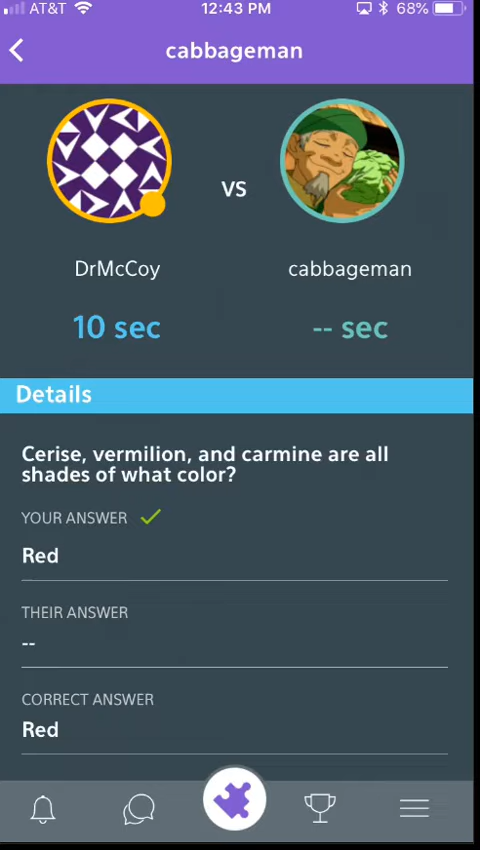 AT&T 12:43 PM 68%
cabbageman
VS
DrMcCoy cabbageman
10 sec -- sec
Details
Cerise, vermilion, and carmine are all
shades of what color?
YOUR ANSWER
Red
THEIR ANSWER
--
CORRECT ANSWER
Red